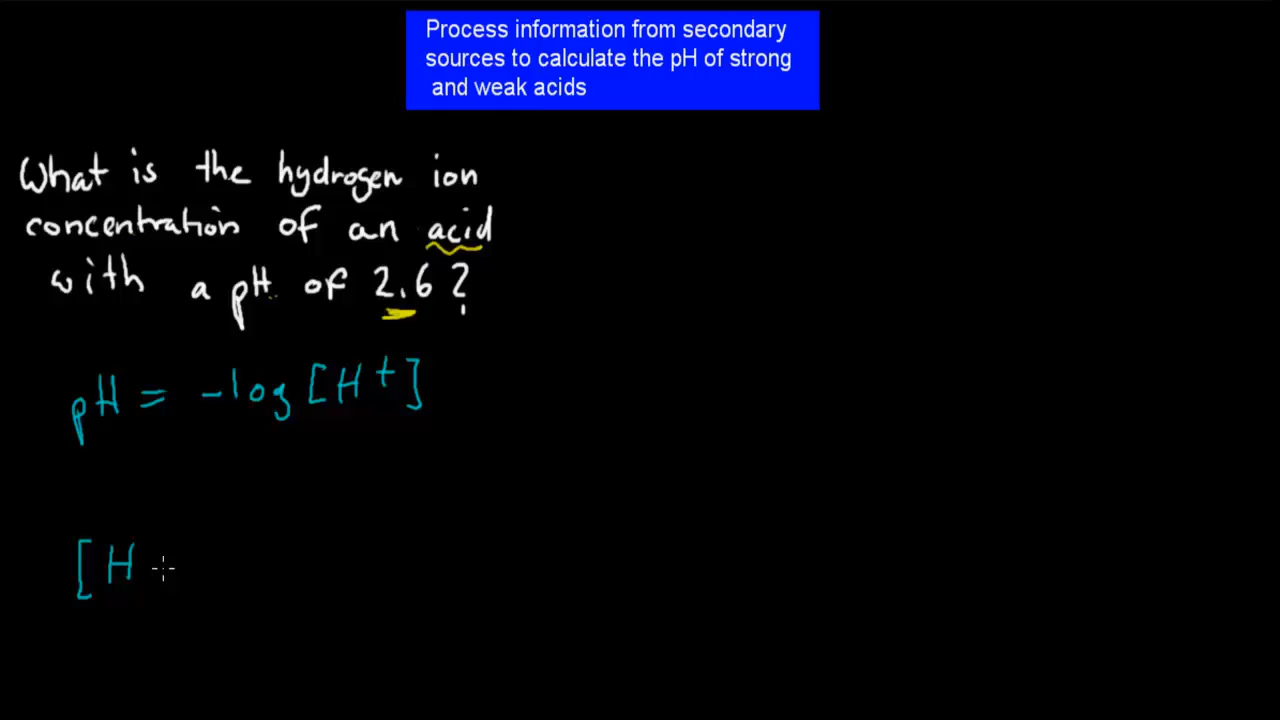 Process information from secondary
sources to calculate the pH of strong
and weak acids
What is the hydrogen ion
concentration of an acid
with a pH of 2.6?
pH = -log [H+]
[H